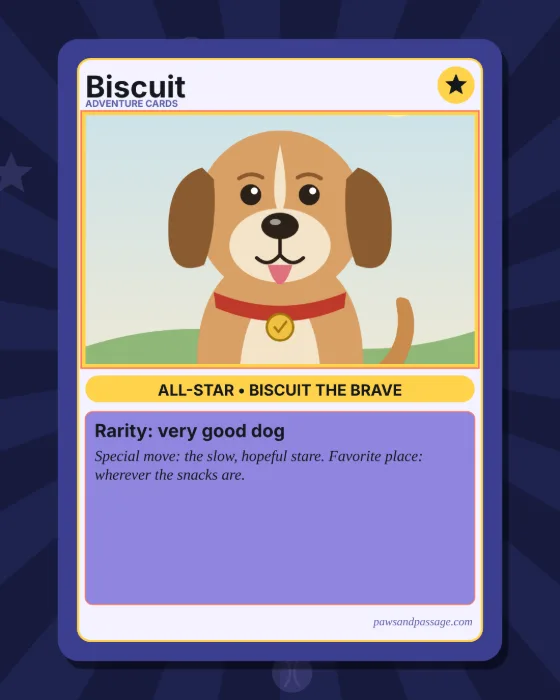 Biscuit
ADVENTURE CARDS
ALL-STAR • BISCUIT THE BRAVE
Rarity: very good dog
Special move: the slow, hopeful stare. Favorite place:
wherever the snacks are.
pawsandpassage.com